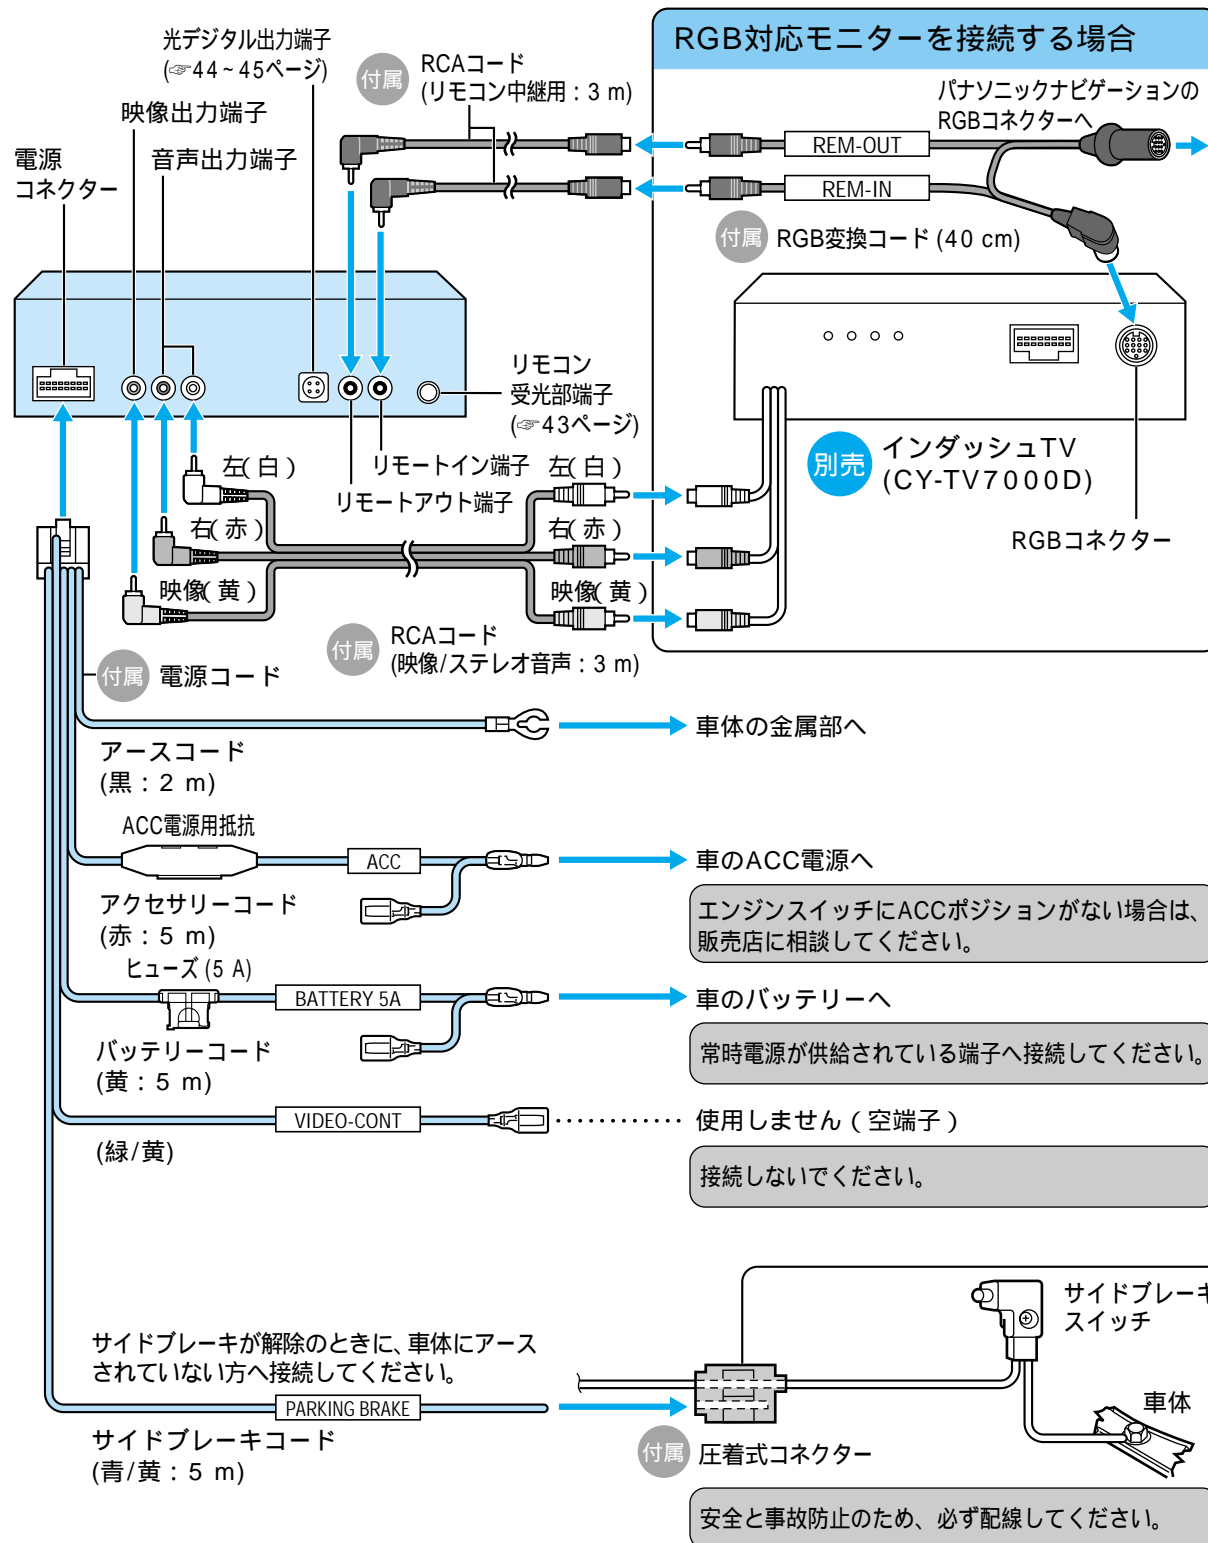 RGB対応モニターを接続する場合
光デジタル出力端子
(☞44~45ページ)
付属
RCAコード
(リモコン中継用：3 m)
パナソニックナビゲーションの
RGBコネクターへ
映像出力端子
音声出力端子
電源
コネクター
REM-OUT
REM-IN
付属
RGB変換コード (40 cm)
リモコン
受光部端子
(☞43ページ)
リモートイン端子
リモートアウト端子
左(白)
右(赤)
映像(黄)
左(白)
右(赤)
映像(黄)
別売
インダッシュTV
(CY-TV7000D)
RGBコネクター
付属
RCAコード
(映像/ステレオ音声：3 m)
付属
電源コード
アースコード
(黒：2 m)
車体の金属部へ
ACC電源用抵抗
ACC
車のACC電源へ
アクセサリーコード
(赤：5 m)
エンジンスイッチにACCポジションがない場合は、
販売店に相談してください。
ヒューズ (5 A)
BATTERY 5A
車のバッテリーへ
バッテリーコード
(黄：5 m)
常時電源が供給されている端子へ接続してください。
VIDEO-CONT
使用しません（空端子）
(緑/黄)
接続しないでください。
サイドブレーキ
スイッチ
サイドブレーキが解除のときに、車体にアース
されていない方へ接続してください。
PARKING BRAKE
車体
サイドブレーキコード
(青/黄：5 m)
付属
圧着式コネクター
安全と事故防止のため、必ず配線してください。